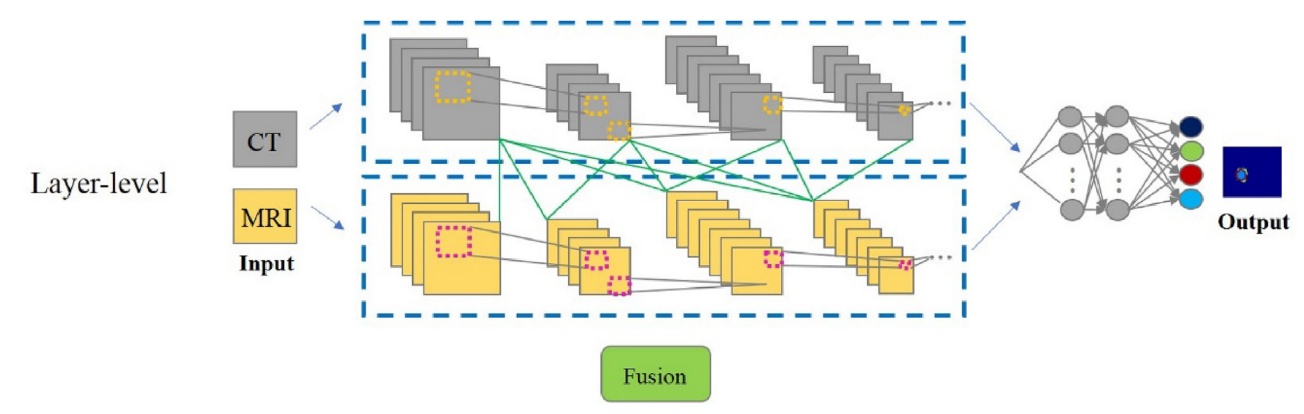 Layer-level
CT
MRI
Input
Output
Fusion